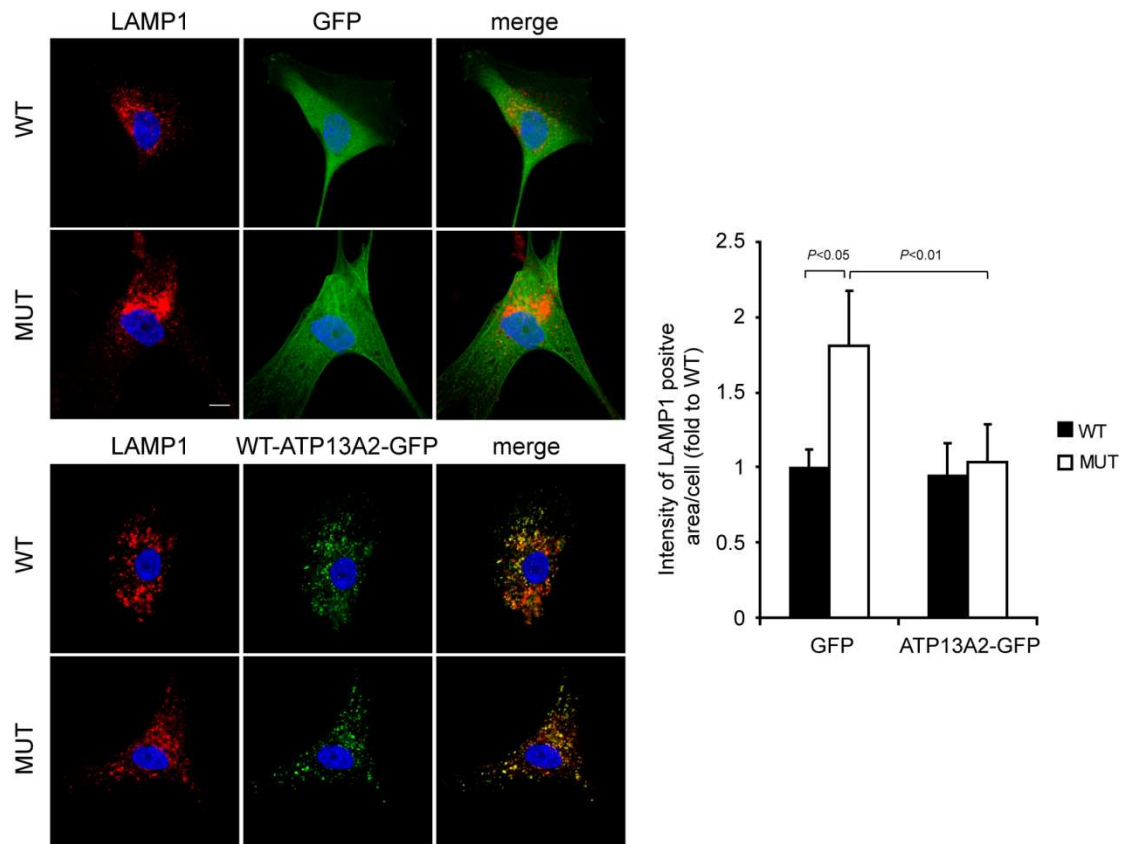 LAMP1 GFP merge
WT
MUT
LAMP1 WT-ATP13A2-GFP merge
WT
MUT
Intensity of LAMP1 positve
area/cell (fold to WT)
2.5
2
1.5
1
0.5
0
P<0.05 P<0.01
GFP ATP13A2-GFP
WT
MUT